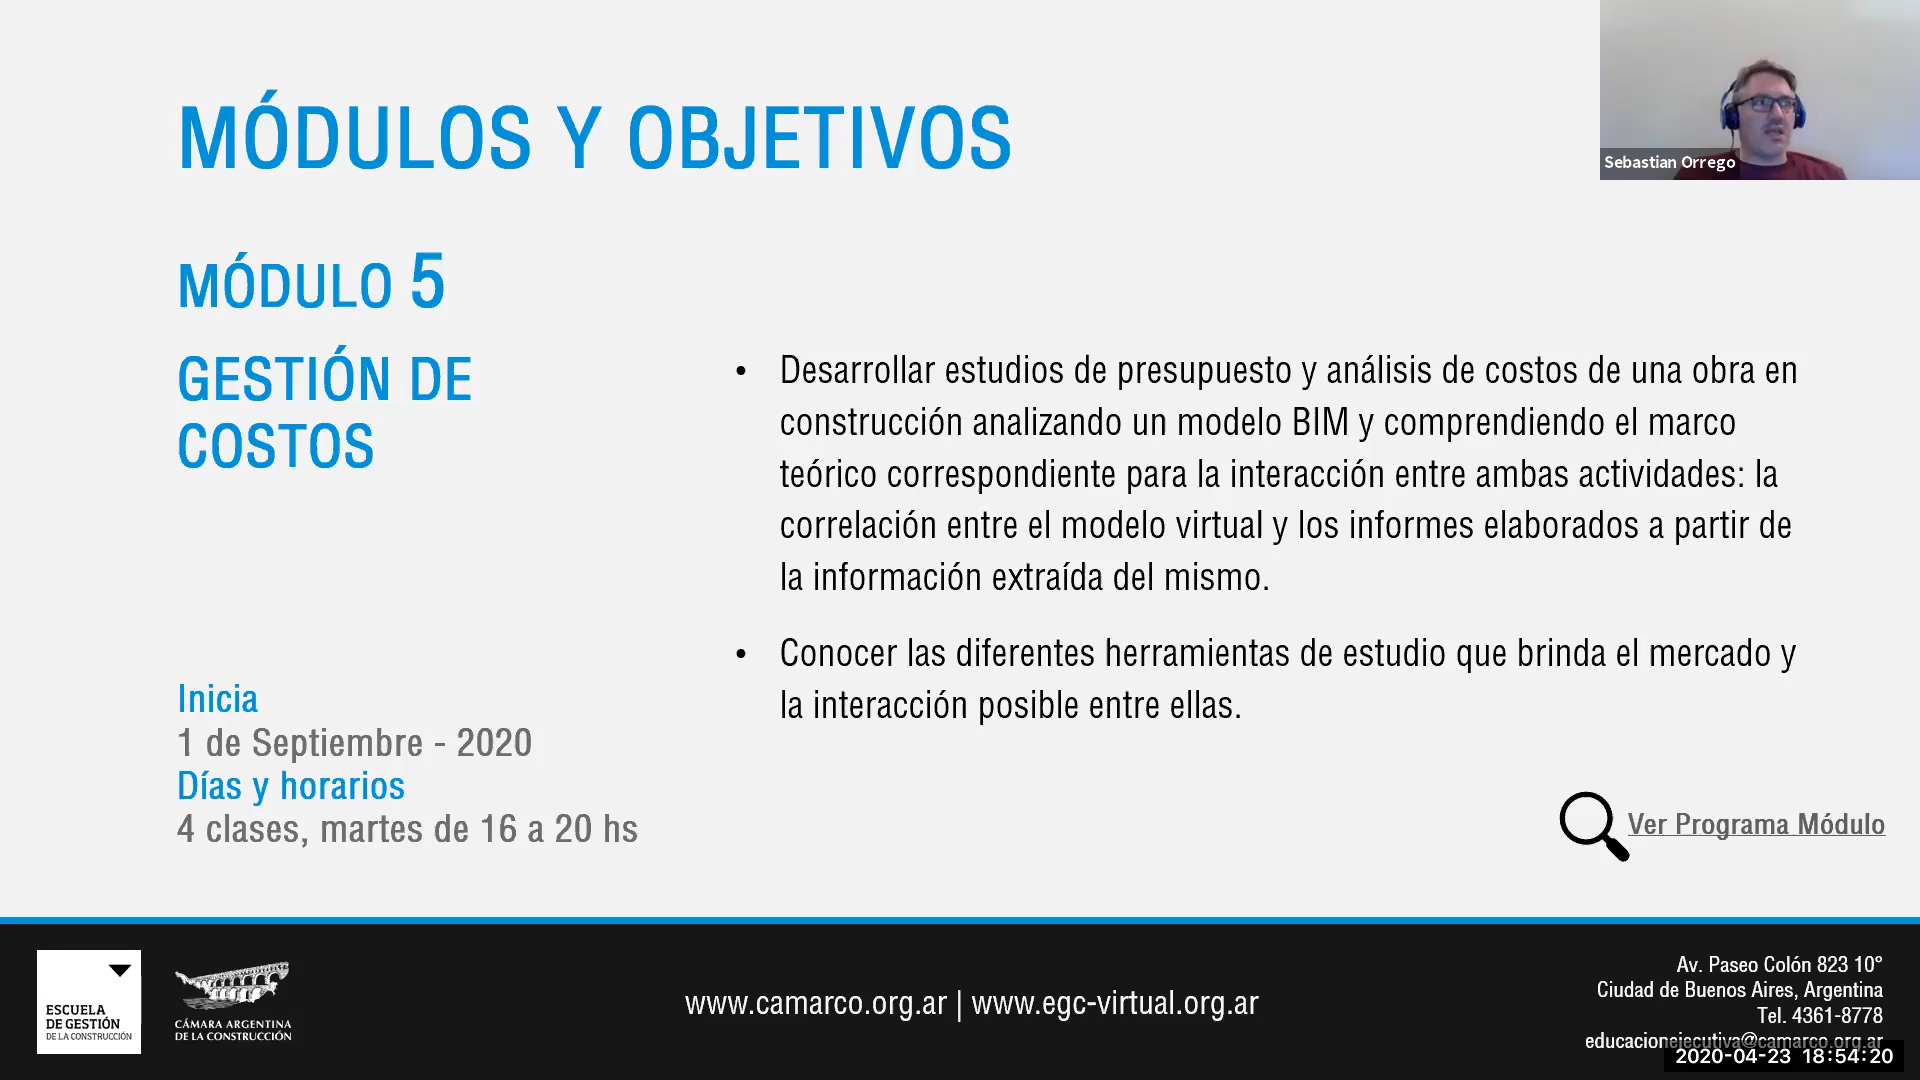 MÓDULOS Y OBJETIVOS
Sebastian Orrego
MÓDULO 5
GESTIÓN DE
COSTOS
• Desarrollar estudios de presupuesto y análisis de costos de una obra en
construcción analizando un modelo BIM y comprendiendo el marco
teórico correspondiente para la interacción entre ambas actividades: la
correlación entre el modelo virtual y los informes elaborados a partir de
la información extraída del mismo.
• Conocer las diferentes herramientas de estudio que brinda el mercado y
la interacción posible entre ellas.
Inicia
1 de Septiembre - 2020
Días y horarios
4 clases, martes de 16 a 20 hs
Ver Programa Módulo
ESCUELA
DE GESTIÓN
DE LA CONSTRUCCIÓN
CÁMARA ARGENTINA
DE LA CONSTRUCCIÓN
www.camarco.org.ar | www.egc-virtual.org.ar
Av. Paseo Colón 823 10°
Ciudad de Buenos Aires, Argentina
Tel. 4361-8778
educacionejecutiva@camarco.org.ar
2020-04-23 18:54:20